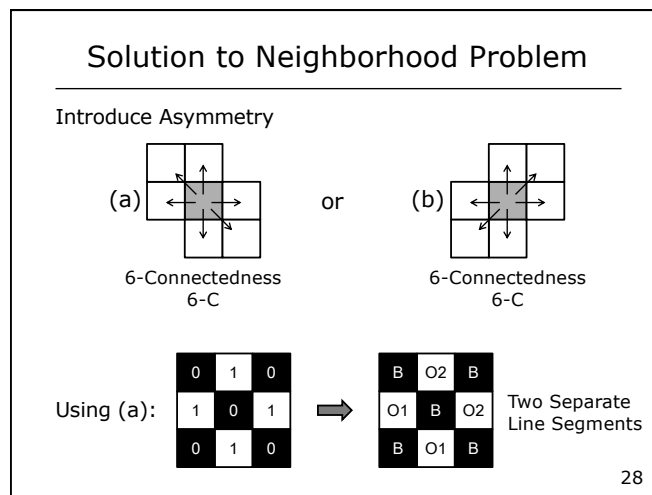 Solution to Neighborhood Problem
Introduce Asymmetry
(a)
or
(b)
6-Connectedness
6-C
6-Connectedness
6-C
Using (a):
0 1 0
1 0 1
0 1 0
B O2 B
O1 B O2
B O1 B
Two Separate
Line Segments
28